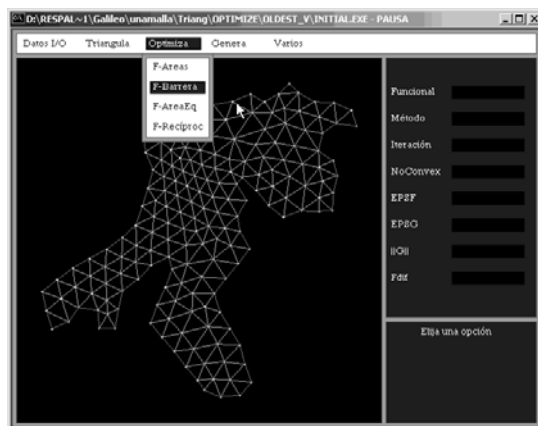 D:\RESPAL~1\Galileo\unamalla\Triang\OPTIMIZE\OLDEST_V\INITIAL.EXE - PAUSA
Datos I/O Triangula Optimiza Genera Varios
F-Areas
F-Barrera
F-AreaEq
F-Recíproc
Funcional
Método
Iteración
NoConvex
EPSF
EPSG
||G||
Fdif
Elija una opción